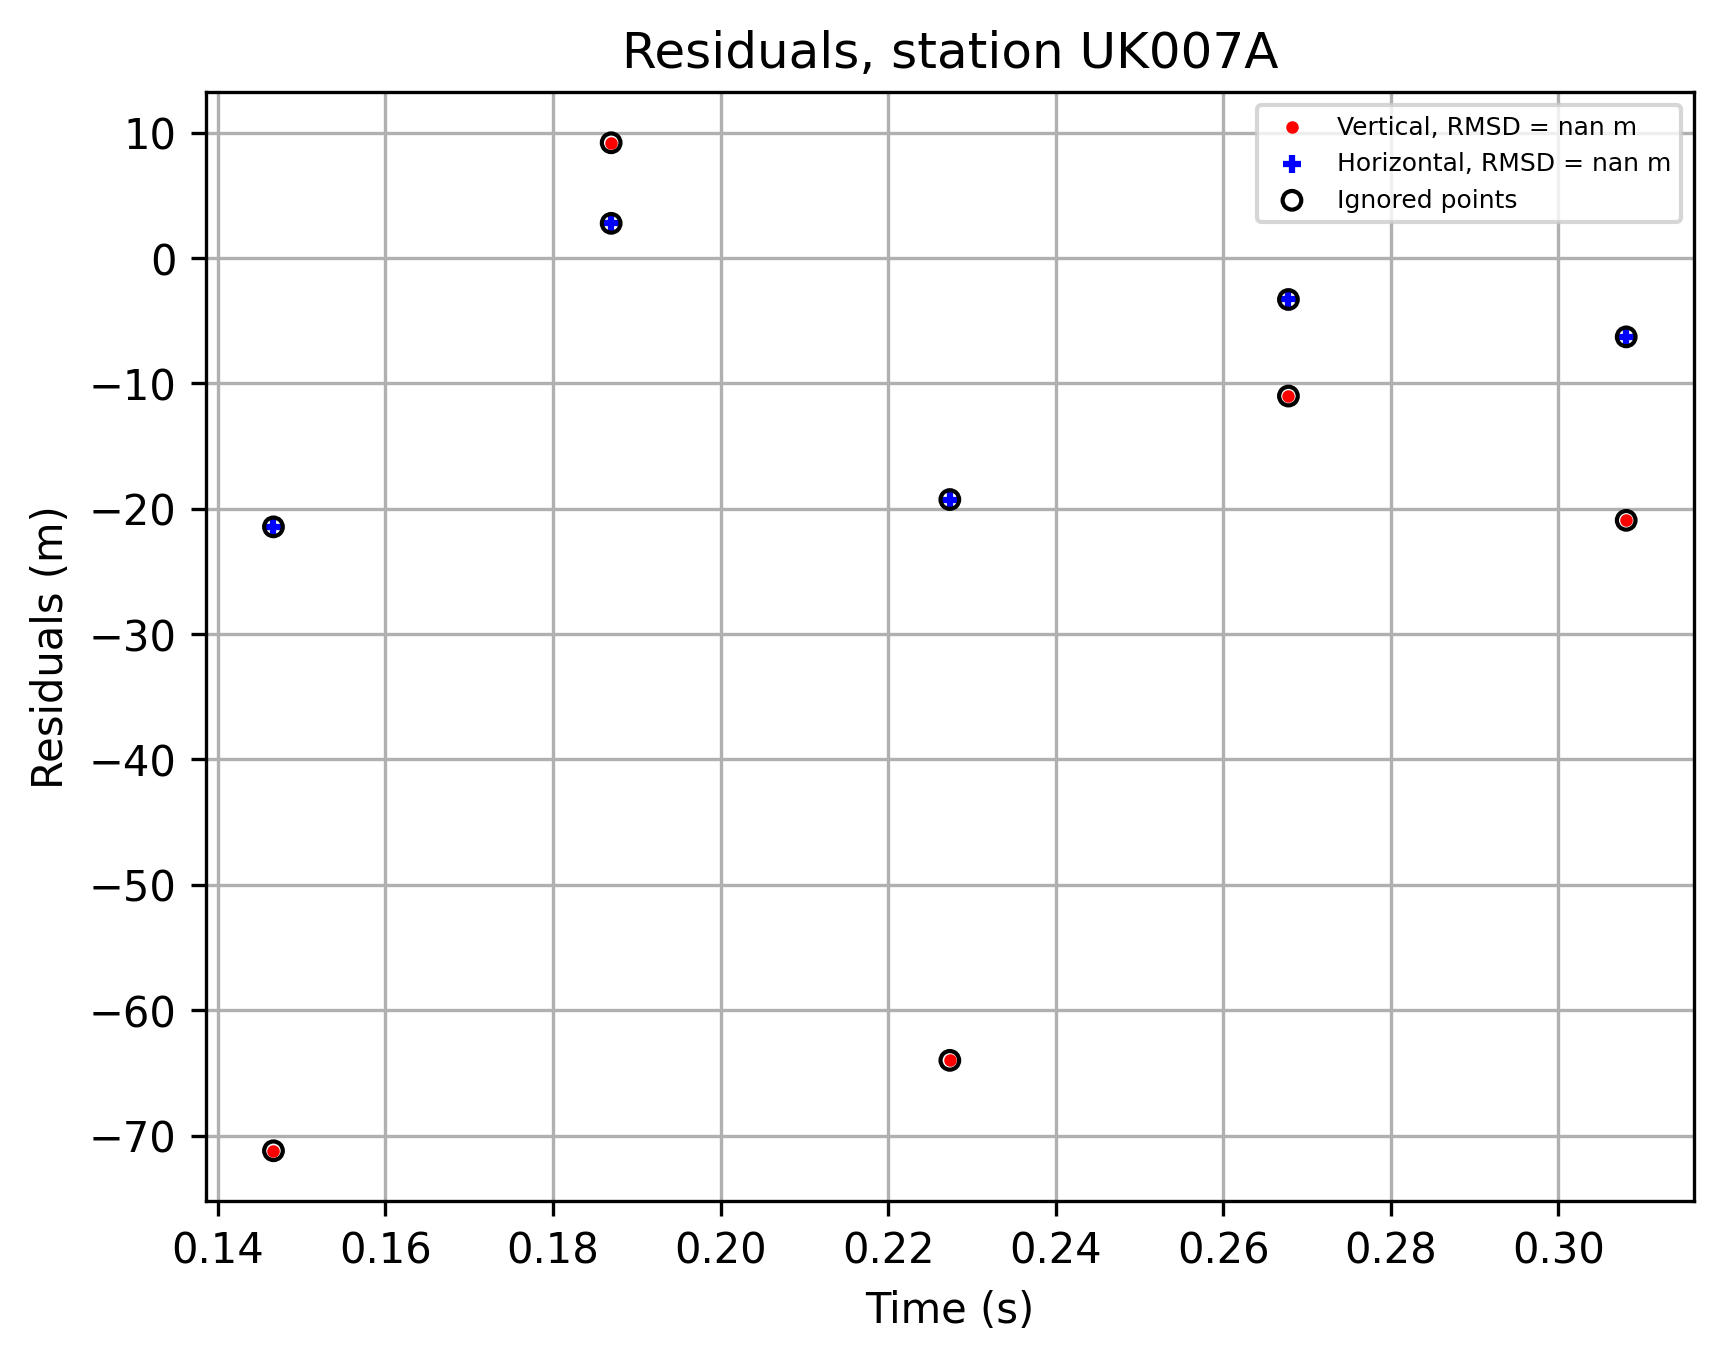 Residuals, station UK007A
Vertical, RMSD = nan m
Horizontal, RMSD = nan m
Ignored points
Residuals (m)
10
0
−10
−20
−30
−40
−50
−60
−70
0.14 0.16 0.18 0.20 0.22 0.24 0.26 0.28 0.30
Time (s)